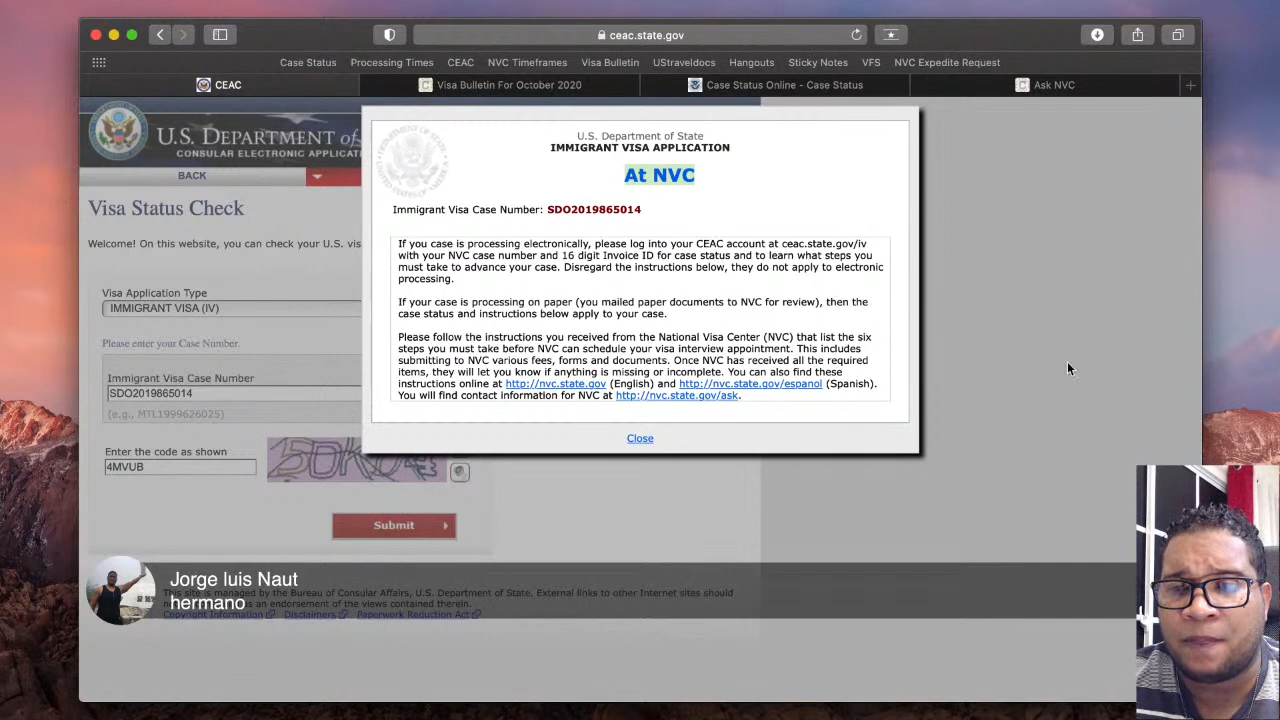 ceac.state.gov
Case Status Processing Times CEAC NVC Timeframes Visa Bulletin UStraveldocs Hangouts Sticky Notes VFS NVC Expedite Request
CEAC Visa Bulletin For October 2020 Case Status Online - Case Status Ask NVC
U.S. DEPARTMENT of
CONSULAR ELECTRONIC APPLICA
BACK
Visa Status Check
Welcome! On this website, you can check your U.S. vis
Visa Application Type
IMMIGRANT VISA (IV)
Please enter your Case Number.
Immigrant Visa Case Number
SDO2019865014
(e.g., MTL1999626025)
Enter the code as shown
4MVUB
Submit
U.S. Department of State
IMMIGRANT VISA APPLICATION
At NVC
Immigrant Visa Case Number: SDO2019865014
If you case is processing electronically, please log into your CEAC account at ceac.state.gov/iv
with your NVC case number and 16 digit Invoice ID for case status and to learn what steps you
must take to advance your case. Disregard the instructions below, they do not apply to electronic
processing.
If your case is processing on paper (you mailed paper documents to NVC for review), then the
case status and instructions below apply to your case.
Please follow the instructions you received from the National Visa Center (NVC) that list the six
steps you must take before NVC can schedule your visa interview appointment. This includes
submitting to NVC various fees, forms and documents. Once NVC has received all the required
items, they will let you know if anything is missing or incomplete. You can also find these
instructions online at http://nvc.state.gov (English) and http://nvc.state.gov/espanol (Spanish).
You will find contact information for NVC at http://nvc.state.gov/ask.
Close
Jorge luis Naut
hermano
This site is managed by the Bureau of Consular Affairs, U.S. Department of State. External links to other Internet sites should
an endorsement of the views contained therein.
Copyright Information Disclaimers Paperwork Reduction Act